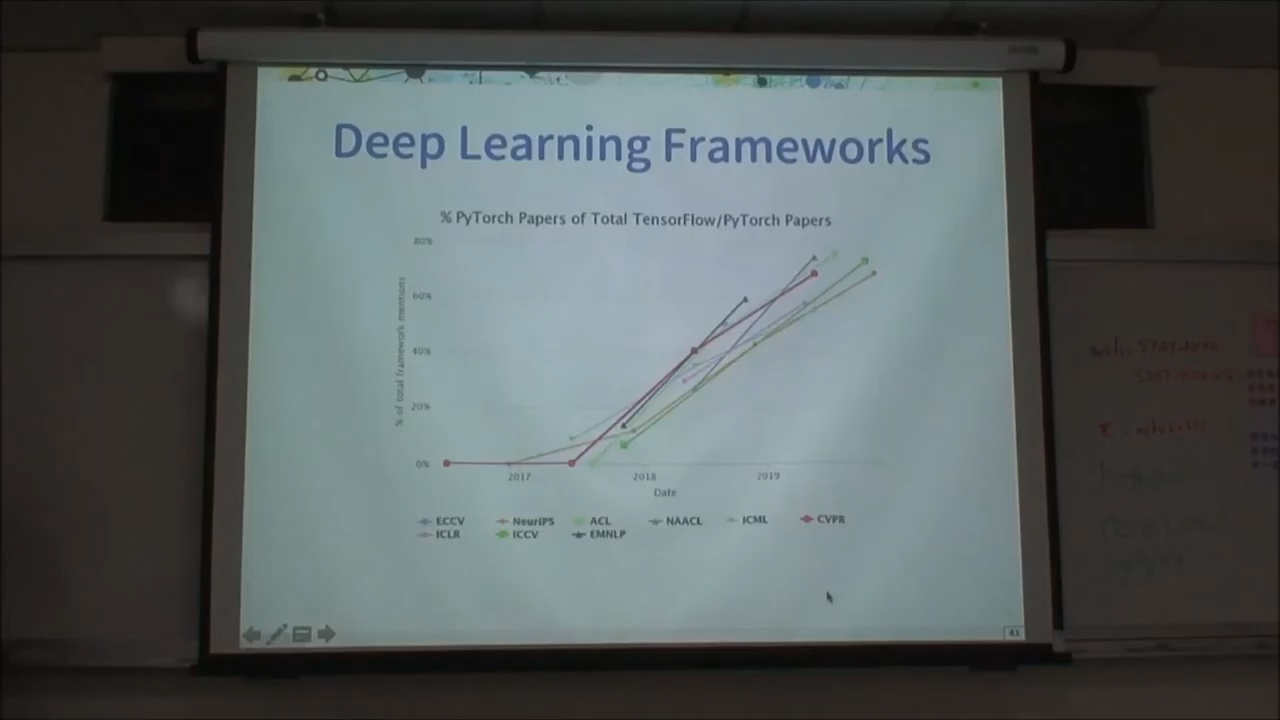 Deep Learning Frameworks
% PyTorch Papers of Total TensorFlow/PyTorch Papers
80%
60%
40%
20%
0%
% of total framework mentions
2017 2018 2019
Date
ECCV NeurIPS ACL NAACL ICML CVPR
ICLR ICCV EMNLP
41